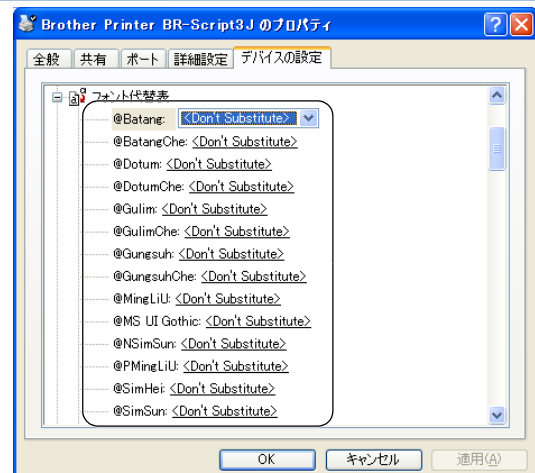 Brother Printer BR-Script3J のプロパティ
全般 共有 ポート 詳細設定 デバイスの設定
フォント代替表
@Batang: <Don't Substitute>
@BatangChe: <Don't Substitute>
@Dotum: <Don't Substitute>
@DotumChe: <Don't Substitute>
@Gulim: <Don't Substitute>
@GulimChe: <Don't Substitute>
@Gungsuh: <Don't Substitute>
@GungsuhChe: <Don't Substitute>
@MingLiU: <Don't Substitute>
@MS UI Gothic: <Don't Substitute>
@NSimSun: <Don't Substitute>
@PMingLiU: <Don't Substitute>
@SimHei: <Don't Substitute>
@SimSun: <Don't Substitute>
OK キャンセル 適用(A)